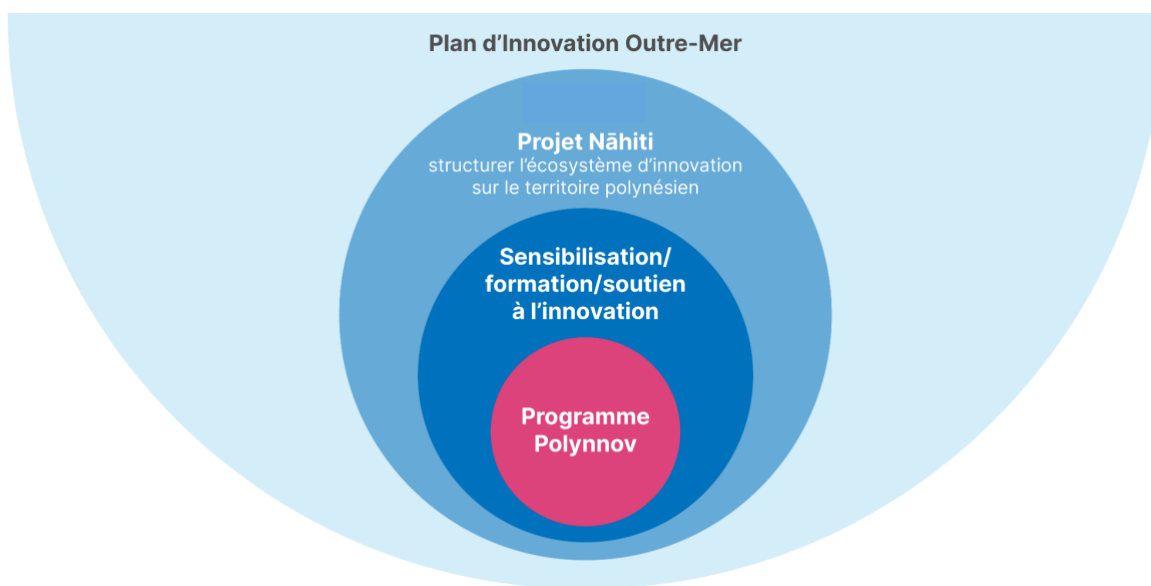 Plan d’Innovation Outre-Mer
Projet Nāhiti
structurer l’écosystème d’innovation
sur le territoire polynésien
Sensibilisation/
formation/soutien
à l’innovation
Programme
Polynnov